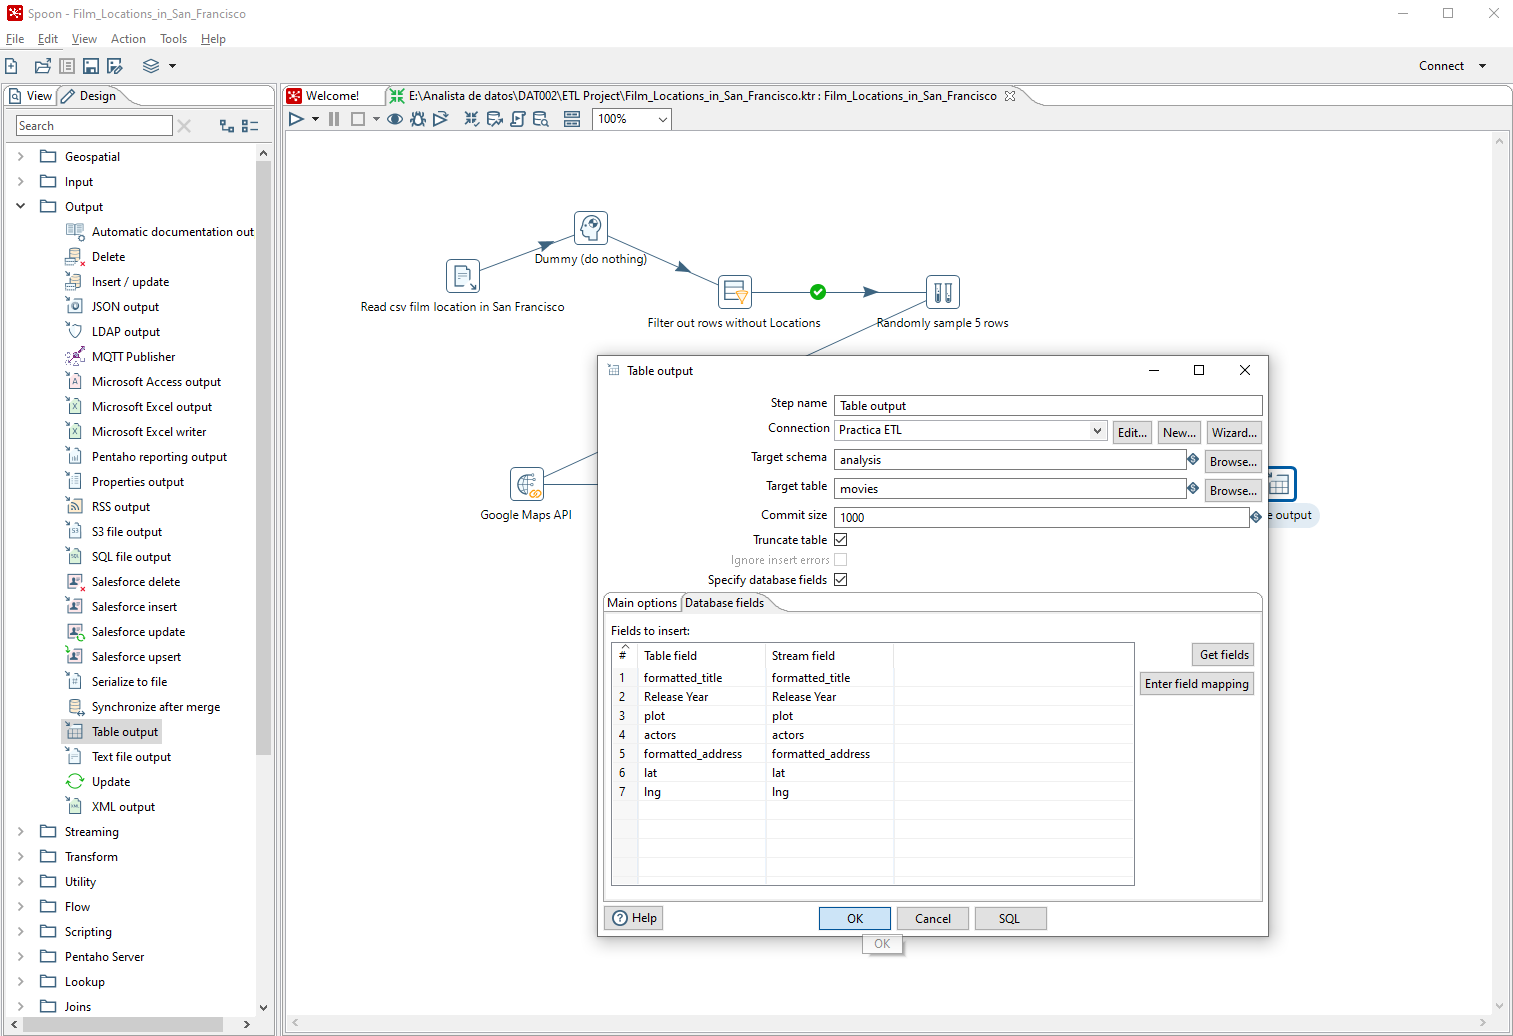 Spoon - Film_Locations_in_San_Francisco
File Edit View Action Tools Help
Connect
View Design
Welcome! E:\Analista de datos\DAT002\ETL Project\Film_Locations_in_San_Francisco.ktr : Film_Locations_in_San_Francisco
Search
100%
Geospatial
Input
Output
Automatic documentation out
Delete
Insert / update
JSON output
LDAP output
MQTT Publisher
Microsoft Access output
Microsoft Excel output
Microsoft Excel writer
Pentaho reporting output
Properties output
RSS output
S3 file output
SQL file output
Salesforce delete
Salesforce insert
Salesforce update
Salesforce upsert
Serialize to file
Synchronize after merge
Table output
Text file output
Update
XML output
Streaming
Transform
Utility
Flow
Scripting
Pentaho Server
Lookup
Joins
Dummy (do nothing)
Read csv film location in San Francisco
Filter out rows without Locations
Randomly sample 5 rows
Google Maps API
e output
Table output
Step name Table output
Connection Practica ETL Edit... New... Wizard...
Target schema analysis Browse...
Target table movies Browse...
Commit size 1000
Truncate table
Ignore insert errors
Specify database fields
Main options Database fields
Fields to insert:
# Table field Stream field
1 formatted_title formatted_title
2 Release Year Release Year
3 plot plot
4 actors actors
5 formatted_address formatted_address
6 lat lat
7 lng lng
Get fields
Enter field mapping
Help OK Cancel SQL
OK